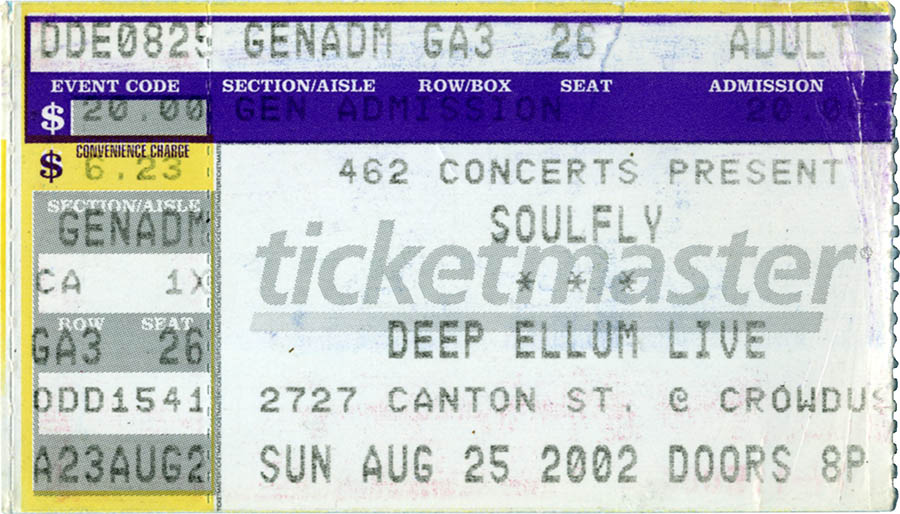 DDE0825 GENADM GA3 26 ADULT
EVENT CODE SECTION/AISLE ROW/BOX SEAT ADMISSION
$ 20.00 GEN ADMISSION 20.0
CONVENIENCE CHARGE
$ 6.23
462 CONCERTS PRESENT
SECTION/AISLE
GENADM
SOULFLY
ticketmaster
CA 1X
* * *
ROW SEAT
GA3 26
DEEP ELLUM LIVE
ODD1541
2727 CANTON ST. @ CROWDUS
A23AUG2
SUN AUG 25 2002 DOORS 8P